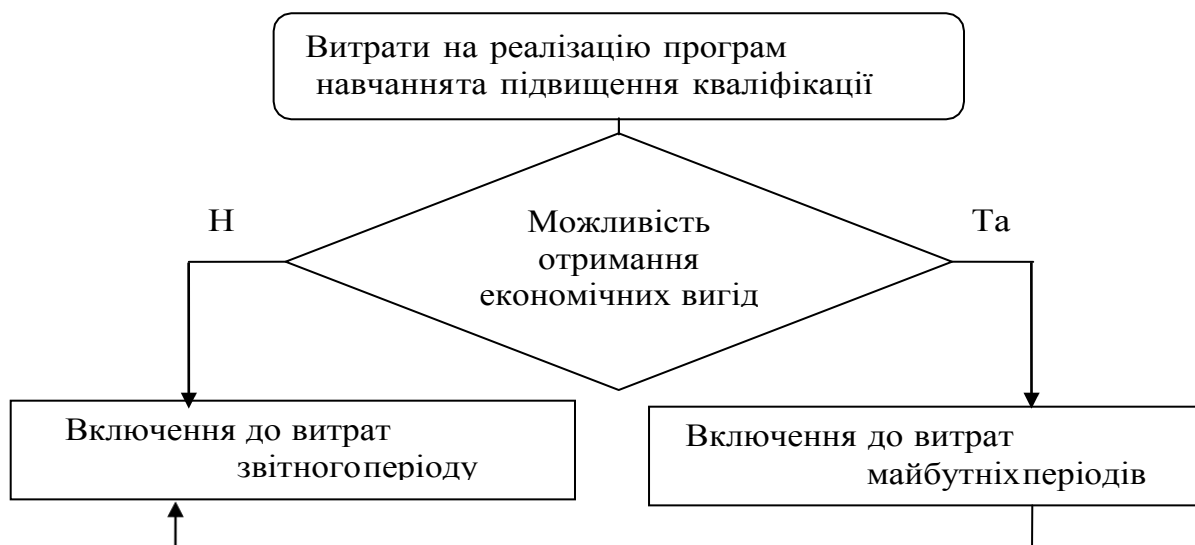 Витрати на реалізацію програм
навчаннята підвищення кваліфікації
Н
Та
Можливість
отримання
економічних вигід
Включення до витрат
звітногоперіоду
Включення до витрат
майбутніхперіодів